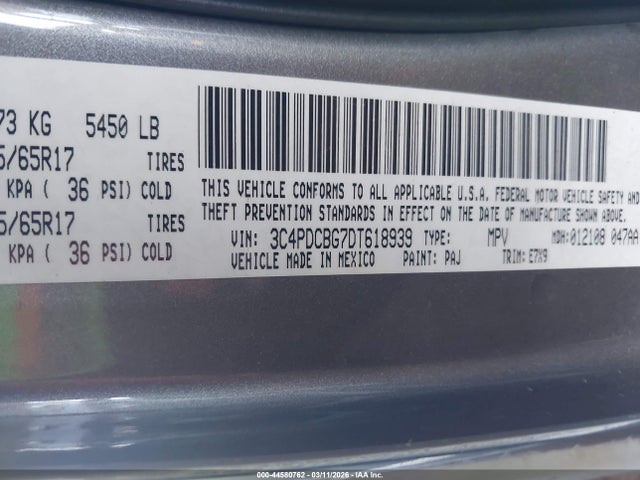 73 KG 5450 LB
5/65R17 TIRES
KPA ( 36 PSI) COLD
5/65R17 TIRES
KPA ( 36 PSI) COLD
THIS VEHICLE CONFORMS TO ALL APPLICABLE U.S.A. FEDERAL MOTOR VEHICLE SAFETY AND
THEFT PREVENTION STANDARDS IN EFFECT ON THE DATE OF MANUFACTURE SHOWN ABOVE.
VIN: 3C4PDCBG7DT618939 TYPE: MPV MDH:012108 047AA
VEHICLE MADE IN MEXICO PAINT: PAJ TRIM: E7X9
000-44580762 - 03/11/2026 - IAA Inc.